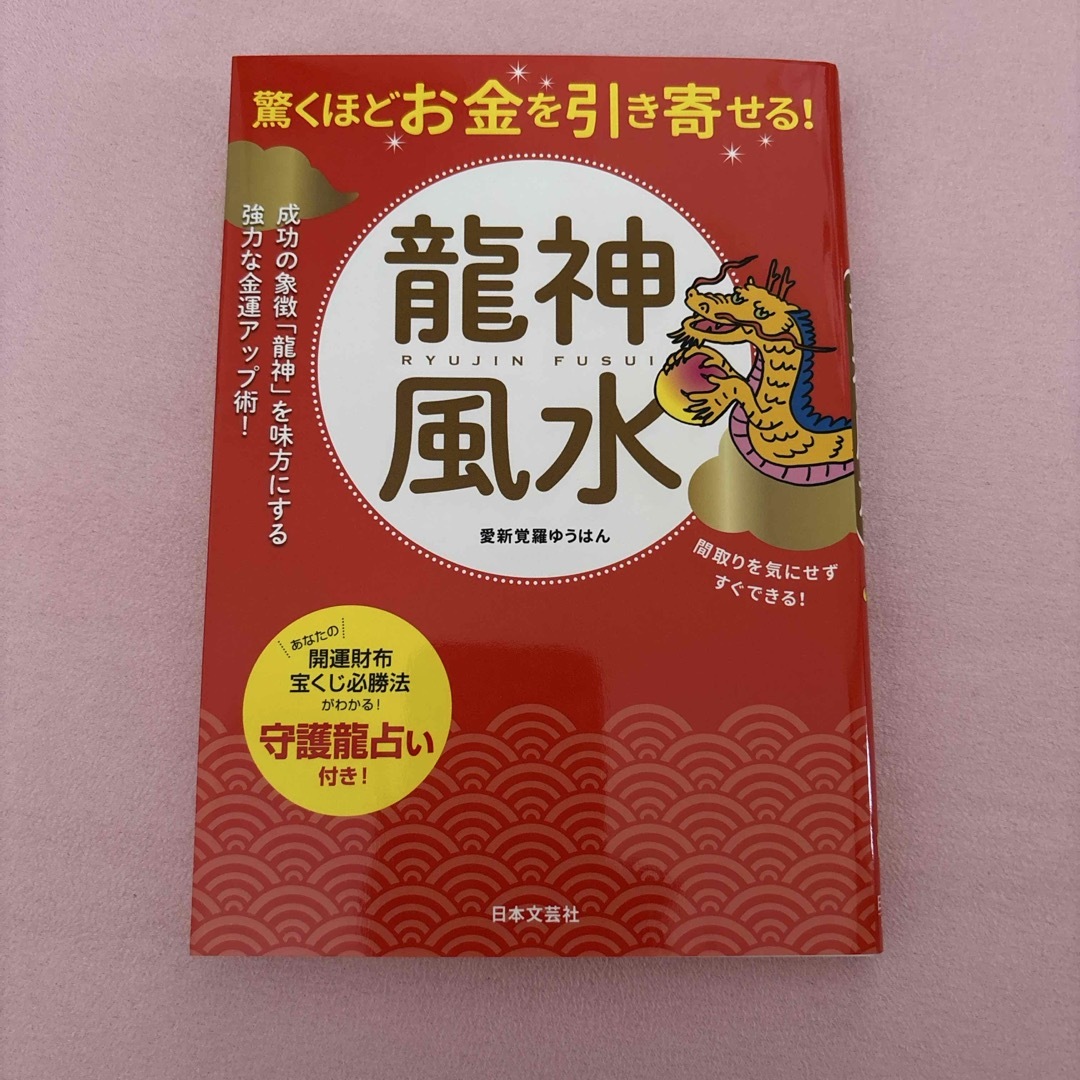 驚くほどお金を引き寄せる!
成功の象徴「龍神」を味方にする
強力な金運アップ術!
龍神
RYUJIN FUSUI
風水
愛新覚羅ゆうはん
間取りを気にせず
すぐできる!
あなたの
開運財布
宝くじ必勝法
がわかる!
守護龍占い
付き!
日本文芸社